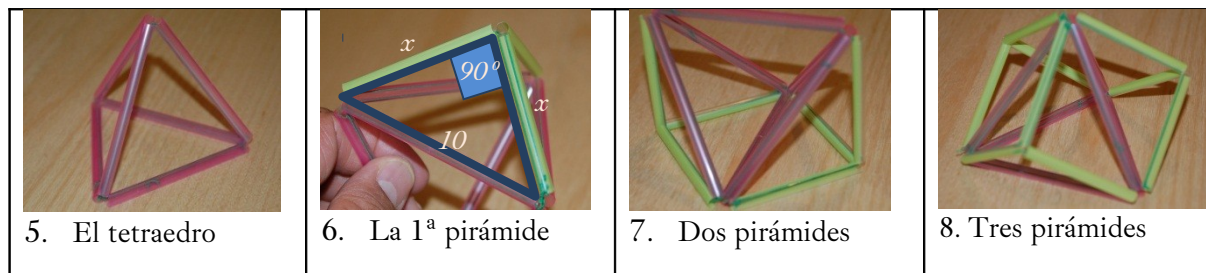 x
90º
x
10
5. El tetraedro
6. La 1ª pirámide
7. Dos pirámides
8. Tres pirámides